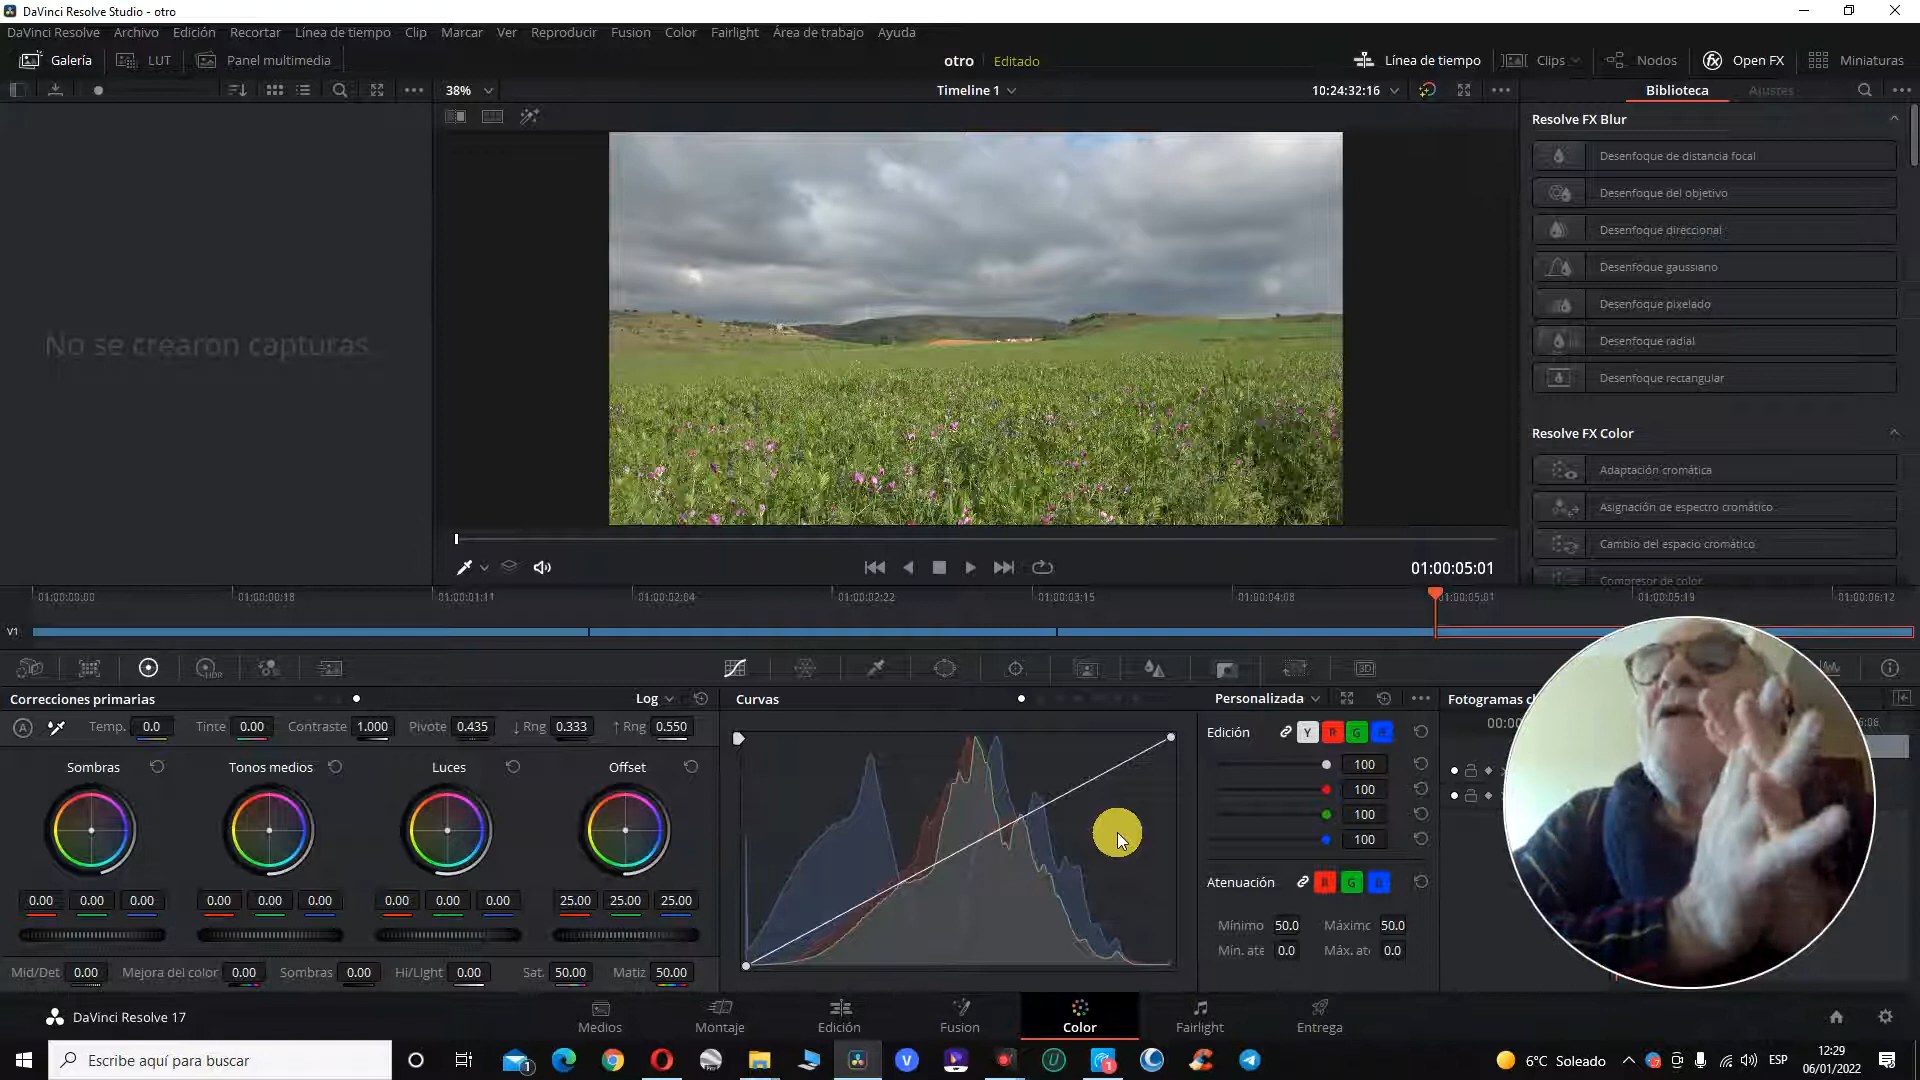 DaVinci Resolve Studio - otro
DaVinci Resolve Archivo Edición Recortar Línea de tiempo Clip Marcar Ver Reproducir Fusion Color Fairlight Área de trabajo Ayuda
Galería LUT Panel multimedia otro Editado Línea de tiempo Clips Nodos Open FX Miniaturas
38% Timeline 1 10:24:32:16 Biblioteca Ajustes
Resolve FX Blur
Desenfoque de distancia focal
Desenfoque del objetivo
Desenfoque direccional
Desenfoque gaussiano
Desenfoque pixelado
Desenfoque radial
Desenfoque rectangular
No se crearon capturas
Resolve FX Color
Adaptación cromática
Asignación de espectro cromático
Cambio del espacio cromático
Compresor de color
01:00:05:01
01:00:00:00 01:00:00:18 01:00:01:11 01:00:02:04 01:00:02:22 01:00:03:15 01:00:04:08 01:00:05:01 01:00:05:19 01:00:06:12
V1
HDR 3D
Correcciones primarias Log Curvas Personalizada Fotogramas
A Temp. 0.0 Tinte 0.00 Contraste 1.000 Pivote 0.435 ↓ Rng 0.333 ↑ Rng 0.550 Edición Y R G B
Sombras Tonos medios Luces Offset 100
100
100
100
0.00 0.00 0.00 0.00 0.00 0.00 0.00 0.00 0.00 25.00 25.00 25.00 Atenuación R G B
Mínimo 50.0 Máximo 50.0
Mín. ate 0.0 Máx. at 0.0
Mid/Det 0.00 Mejora del color 0.00 Sombras 0.00 Hi/Light 0.00 Sat. 50.00 Matiz 50.00
DaVinci Resolve 17 Medios Montaje Edición Fusion Color Fairlight Entrega
Escribe aquí para buscar 6°C Soleado ESP 12:29
06/01/2022